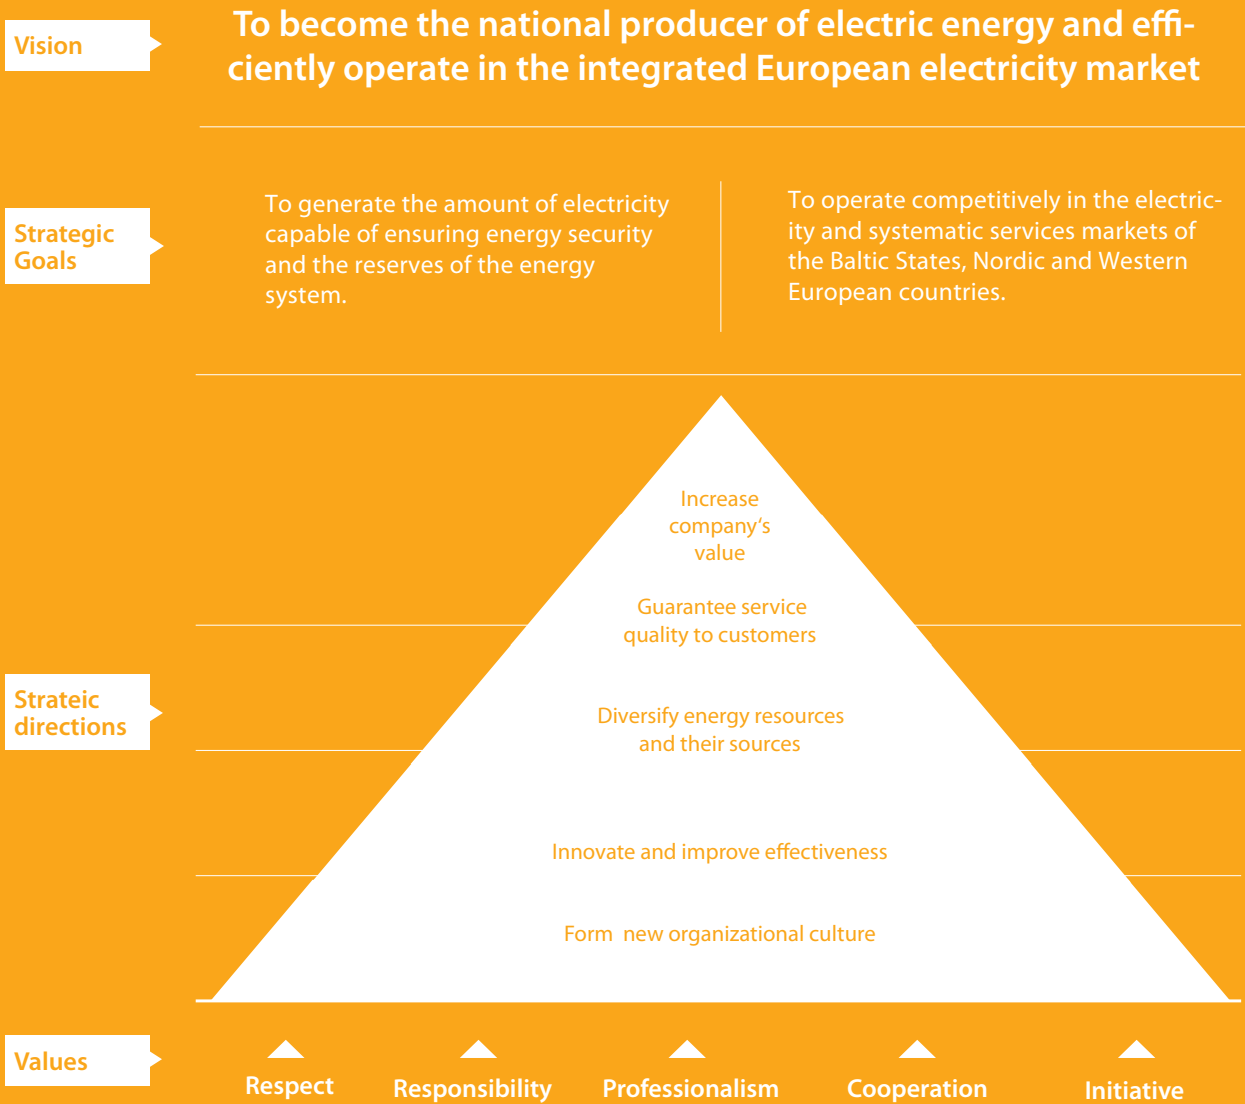 Vision
To become the national producer of electric energy and effi-
ciently operate in the integrated European electricity market
Strategic
Goals
To generate the amount of electricity
capable of ensuring energy security
and the reserves of the energy
system.
To operate competitively in the electric-
ity and systematic services markets of
the Baltic States, Nordic and Western
European countries.
Strateic
directions
Increase
company‘s
value
Guarantee service
quality to customers
Diversify energy resources
and their sources
Innovate and improve effectiveness
Form  new organizational culture
Values
Respect
Responsibility
Professionalism
Cooperation
Initiative